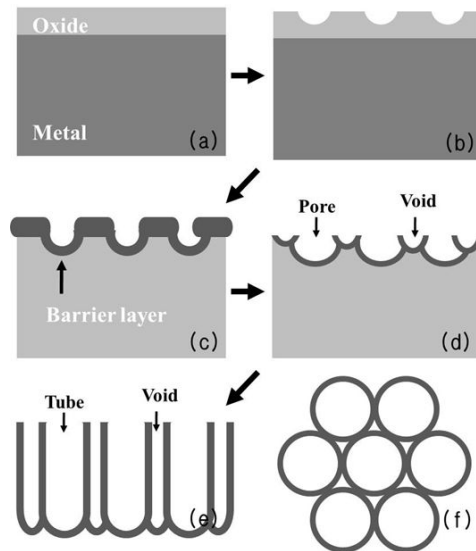 Oxide
Metal
(a)
(b)
Barrier layer
(c)
Pore
Void
(d)
Tube
Void
(e)
(f)